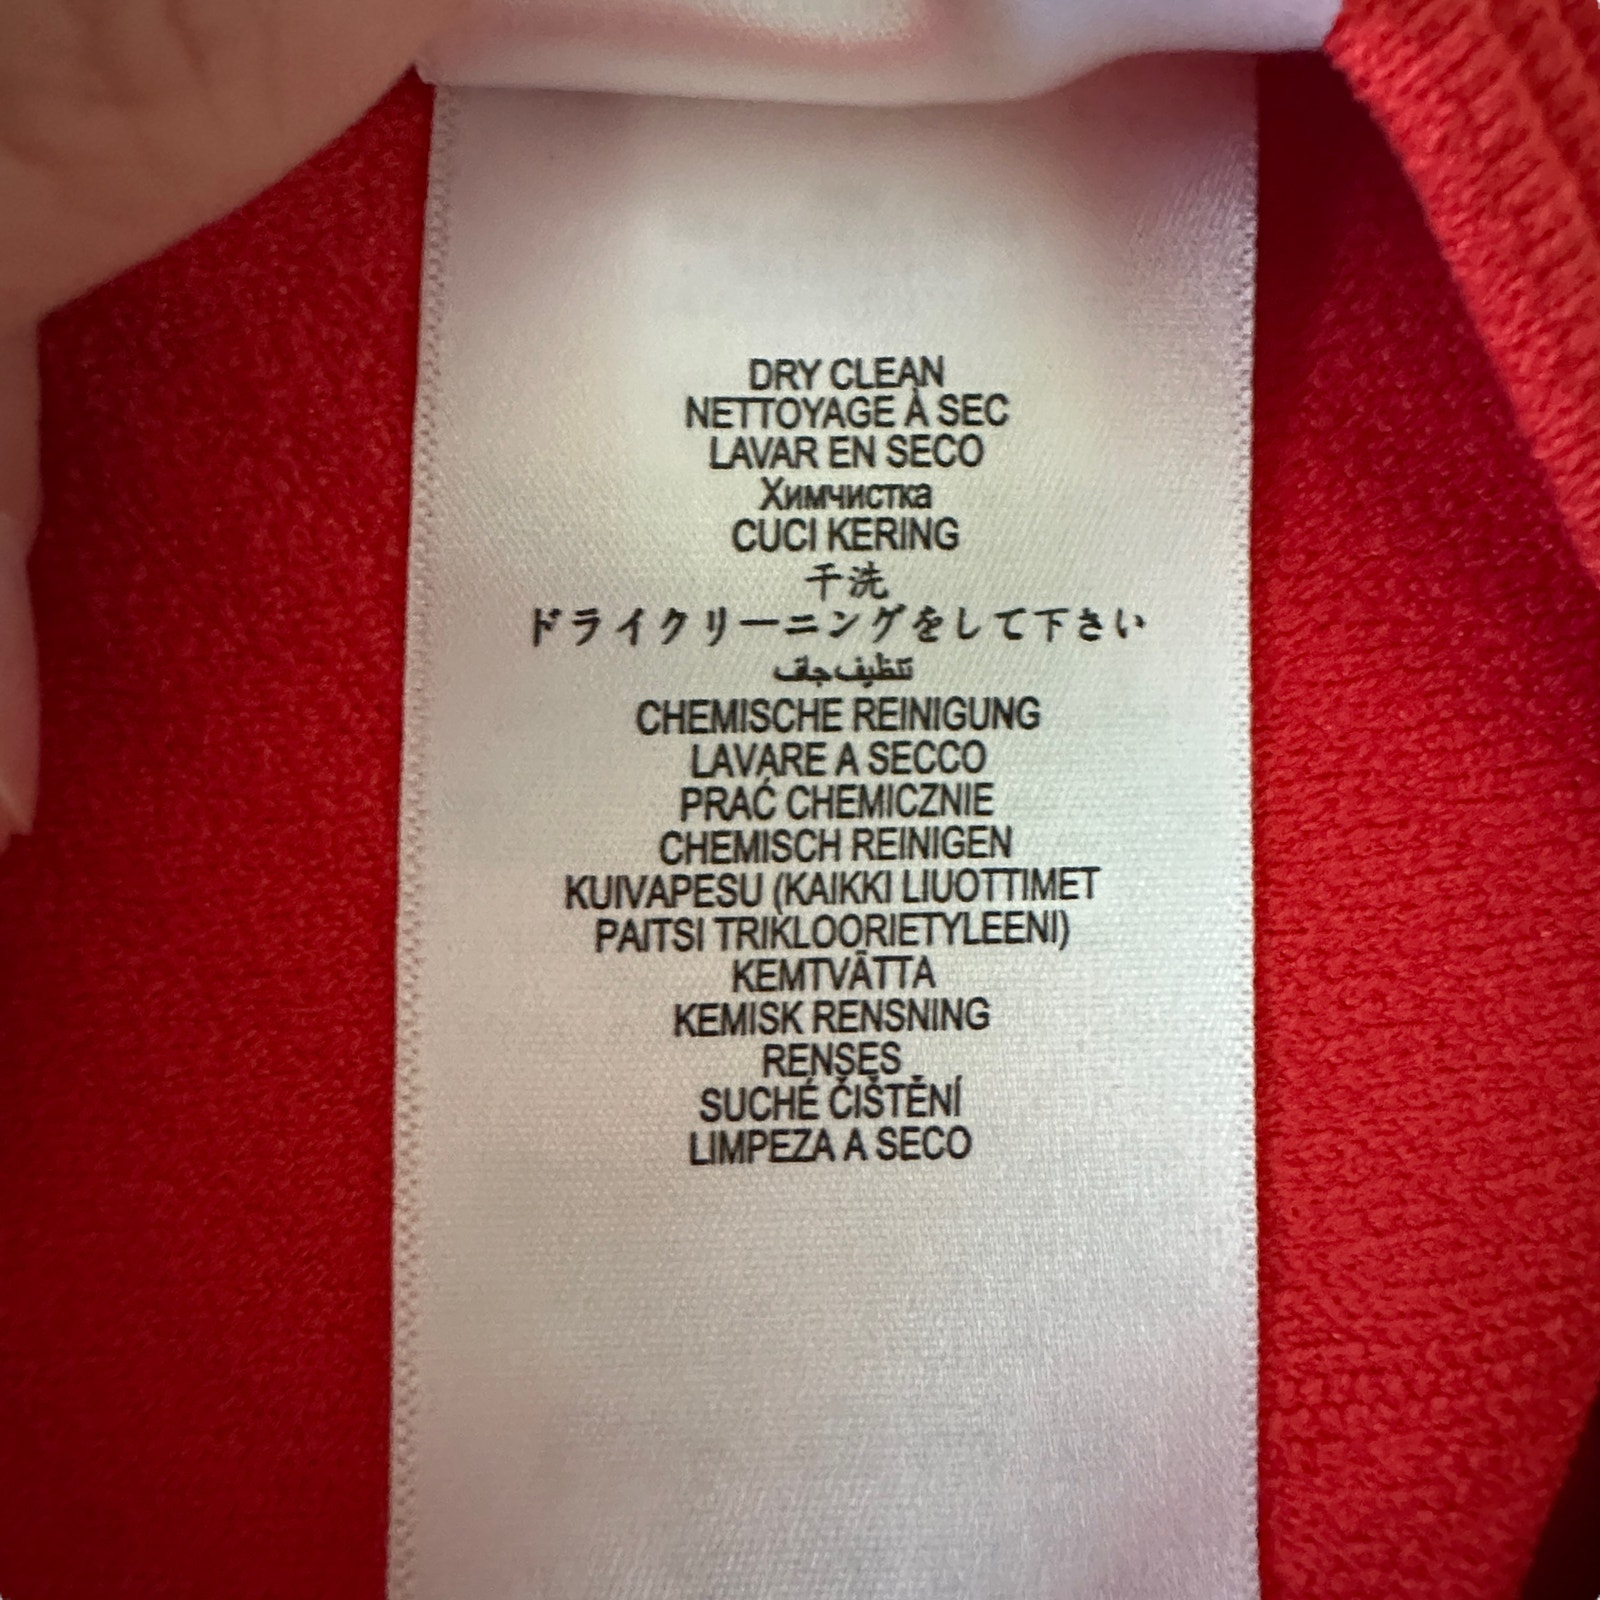 DRY CLEAN
NETTOYAGE À SEC
LAVAR EN SECO
Химчистка
CUCI KERING
干洗
ドライクリーニングをして下さい
تنظيف جاف
CHEMISCHE REINIGUNG
LAVARE A SECCO
PRAĆ CHEMICZNIE
CHEMISCH REINIGEN
KUIVAPESU (KAIKKI LIUOTTIMET
PAITSI TRIKLOORIETYLEENI)
KEMTVÄTTA
KEMISK RENSNING
RENSES
SUCHÉ ČIŠTĚNÍ
LIMPEZA A SECO